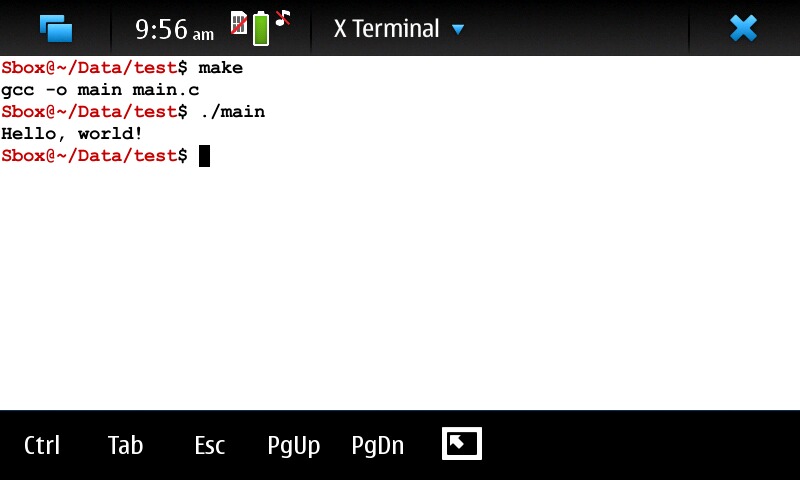 9:56 am X Terminal
Sbox@~/Data/test$ make
gcc -o main main.c
Sbox@~/Data/test$ ./main
Hello, world!
Sbox@~/Data/test$
Ctrl Tab Esc PgUp PgDn